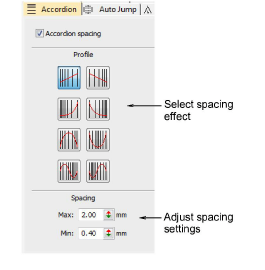 Accordion Auto Jump
Accordion spacing
Profile
Select spacing
effect
Spacing
Max: 2.00 mm
Adjust spacing
settings
Min: 0.40 mm